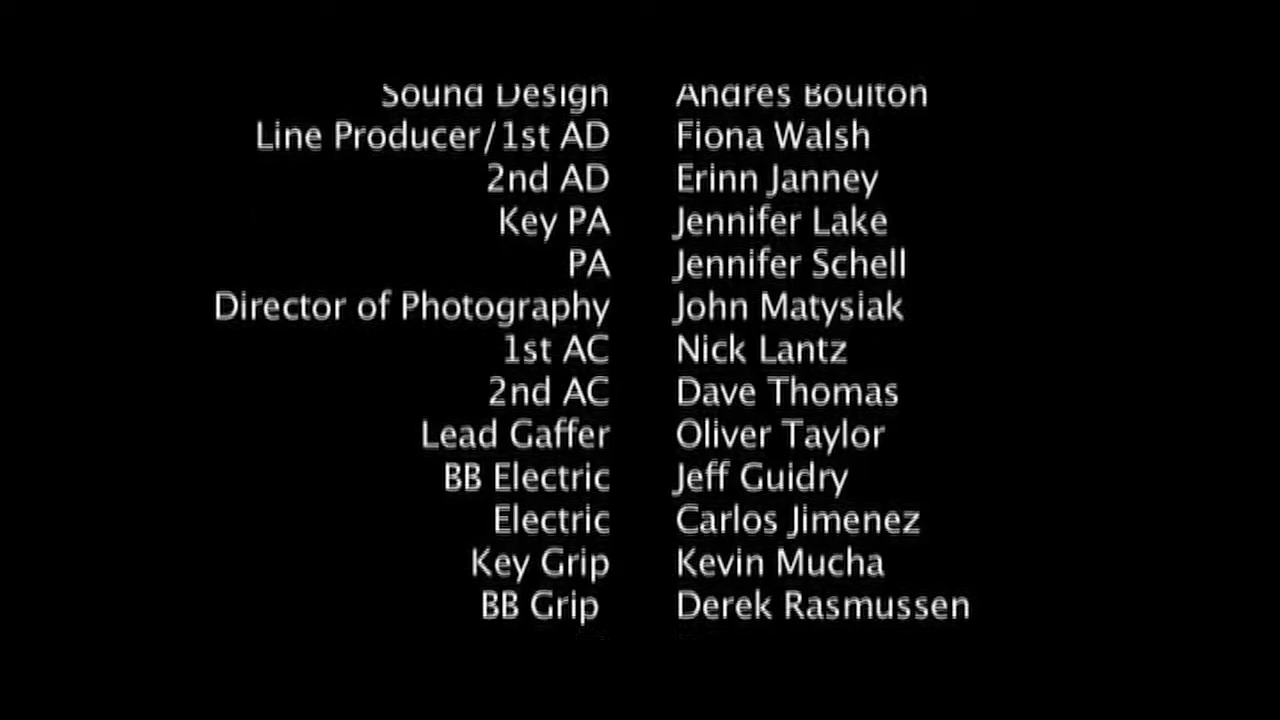 Sound Design Andres Boulton
Line Producer/1st AD Fiona Walsh
2nd AD Erinn Janney
Key PA Jennifer Lake
PA Jennifer Schell
Director of Photography John Matysiak
1st AC Nick Lantz
2nd AC Dave Thomas
Lead Gaffer Oliver Taylor
BB Electric Jeff Guidry
Electric Carlos Jimenez
Key Grip Kevin Mucha
BB Grip Derek Rasmussen